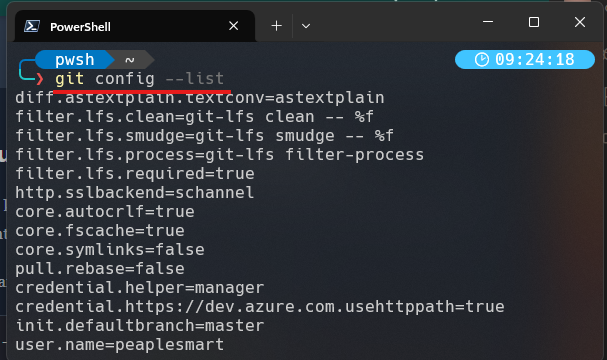 PowerShell
pwsh ~
09:24:18
❯ git config --list
diff.astextplain.textconv=astextplain
filter.lfs.clean=git-lfs clean -- %f
filter.lfs.smudge=git-lfs smudge -- %f
filter.lfs.process=git-lfs filter-process
filter.lfs.required=true
http.sslbackend=schannel
core.autocrlf=true
core.fscache=true
core.symlinks=false
pull.rebase=false
credential.helper=manager
credential.https://dev.azure.com.usehttppath=true
init.defaultbranch=master
user.name=peaplesmart